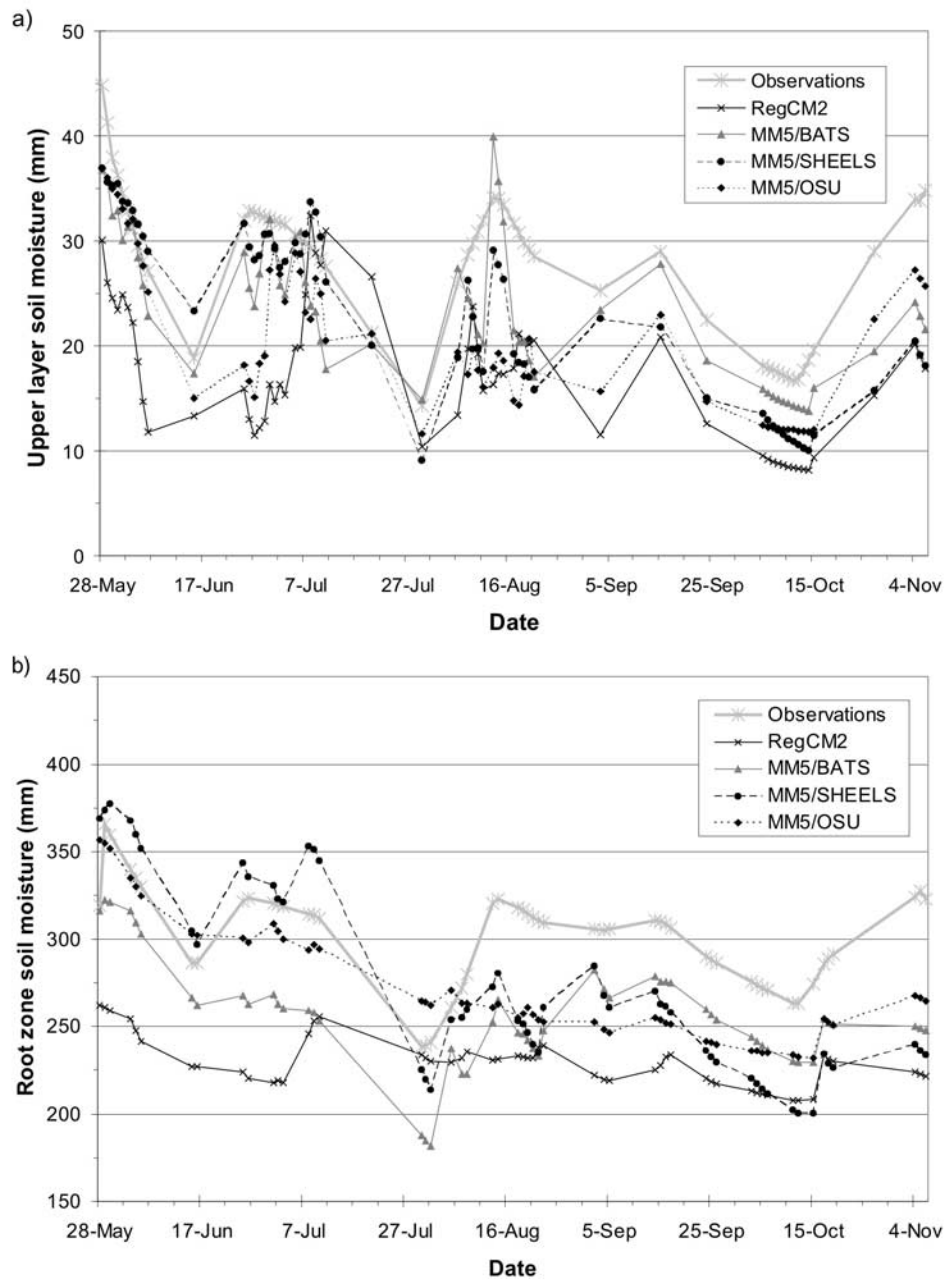 a)
50
40
30
20
10
0
Upper layer soil moisture (mm)
Observations
RegCM2
MM5/BATS
MM5/SHEELS
MM5/OSU
28-May 17-Jun 7-Jul 27-Jul 16-Aug 5-Sep 25-Sep 15-Oct 4-Nov
Date
b)
450
400
350
300
250
200
150
Root zone soil moisture (mm)
Observations
RegCM2
MM5/BATS
MM5/SHEELS
MM5/OSU
28-May 17-Jun 7-Jul 27-Jul 16-Aug 5-Sep 25-Sep 15-Oct 4-Nov
Date